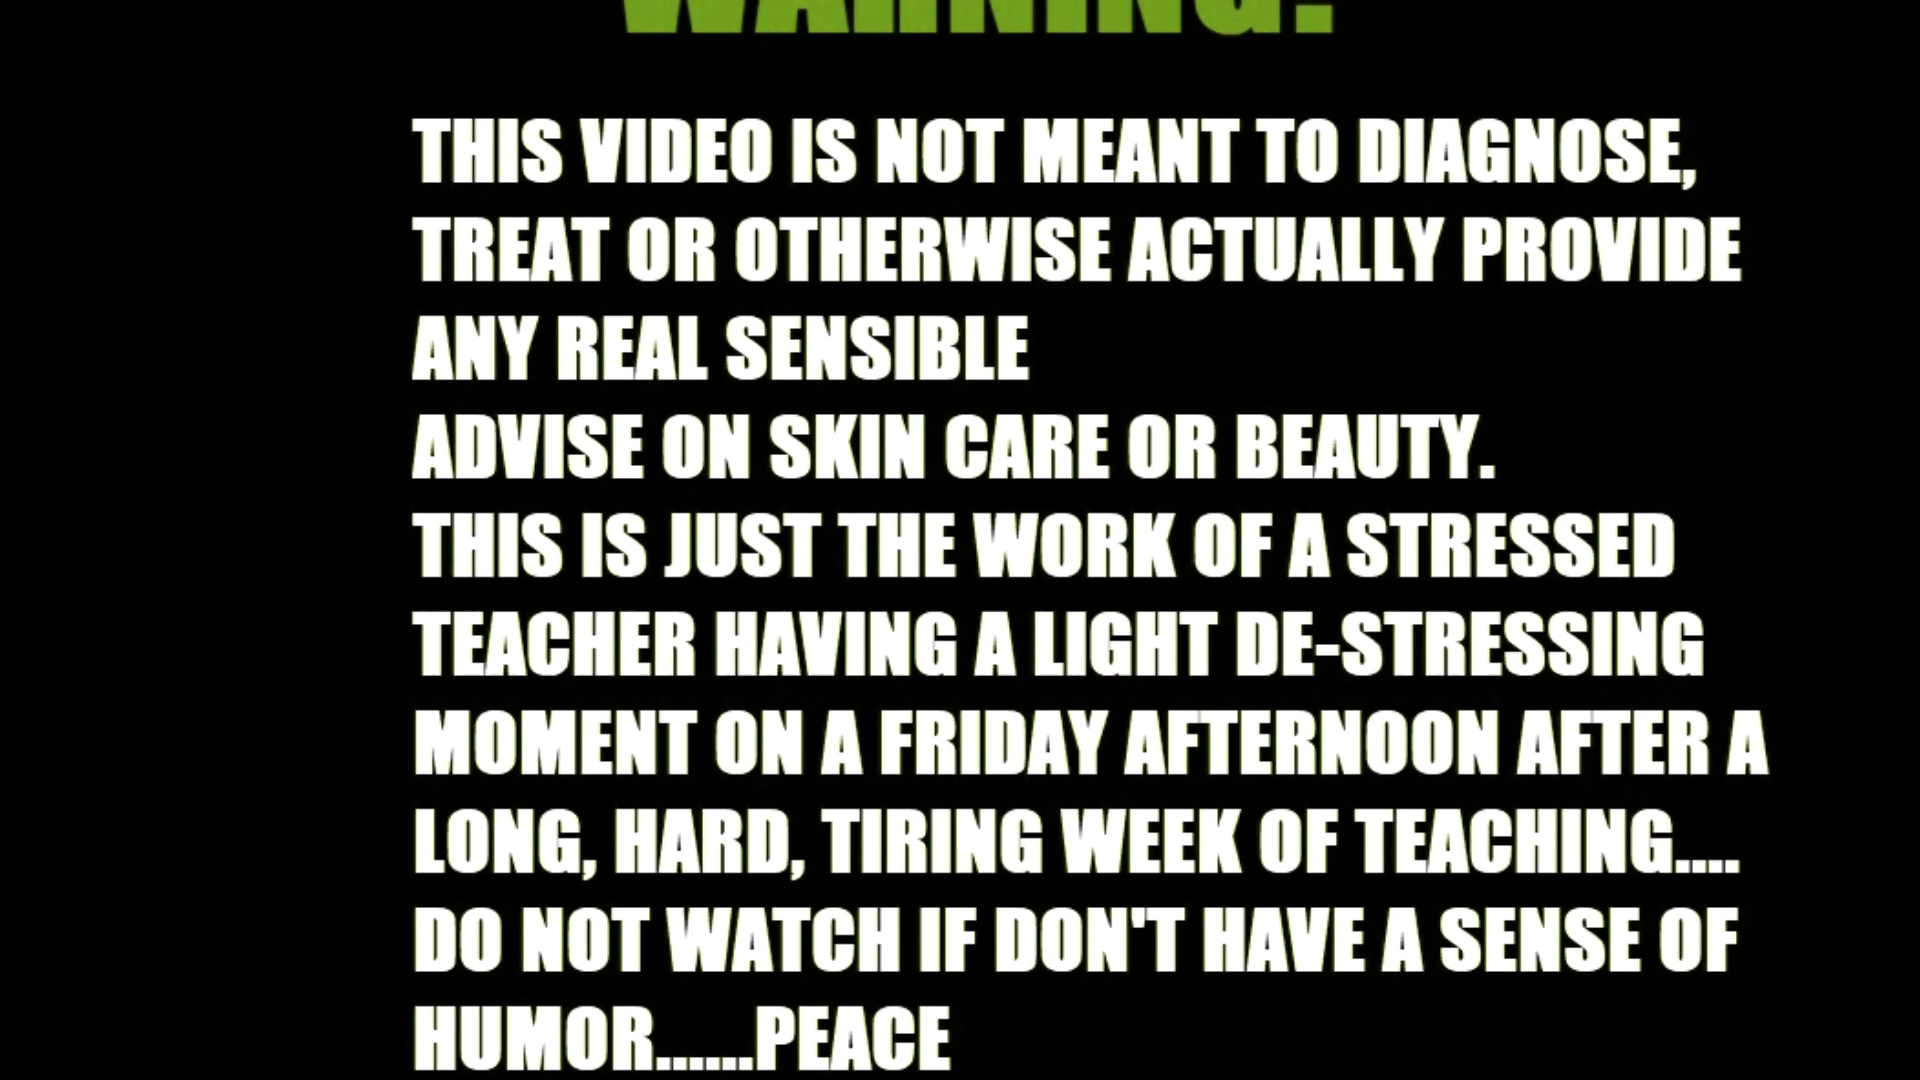 WARNING!
THIS VIDEO IS NOT MEANT TO DIAGNOSE,
TREAT OR OTHERWISE ACTUALLY PROVIDE
ANY REAL SENSIBLE
ADVISE ON SKIN CARE OR BEAUTY.
THIS IS JUST THE WORK OF A STRESSED
TEACHER HAVING A LIGHT DE-STRESSING
MOMENT ON A FRIDAY AFTERNOON AFTER A
LONG, HARD, TIRING WEEK OF TEACHING....
DO NOT WATCH IF DON'T HAVE A SENSE OF
HUMOR......PEACE